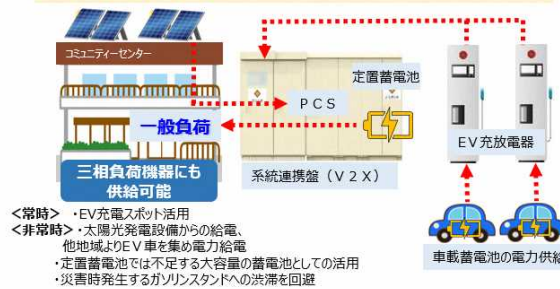 コミュニティーセンター
定置蓄電池
PCS
一般負荷
EV充放電器
三相負荷機器にも
供給可能
系統連携盤（V2X）
車載蓄電池の電力供給
<常時> ・EV充電スポット活用
<非常時>・太陽光発電設備からの給電、
他地域よりEV車を集め電力給電
・定置蓄電池では不足する大容量の蓄電池としての活用
・災害時発生するガソリンスタンドへの渋滞を回避